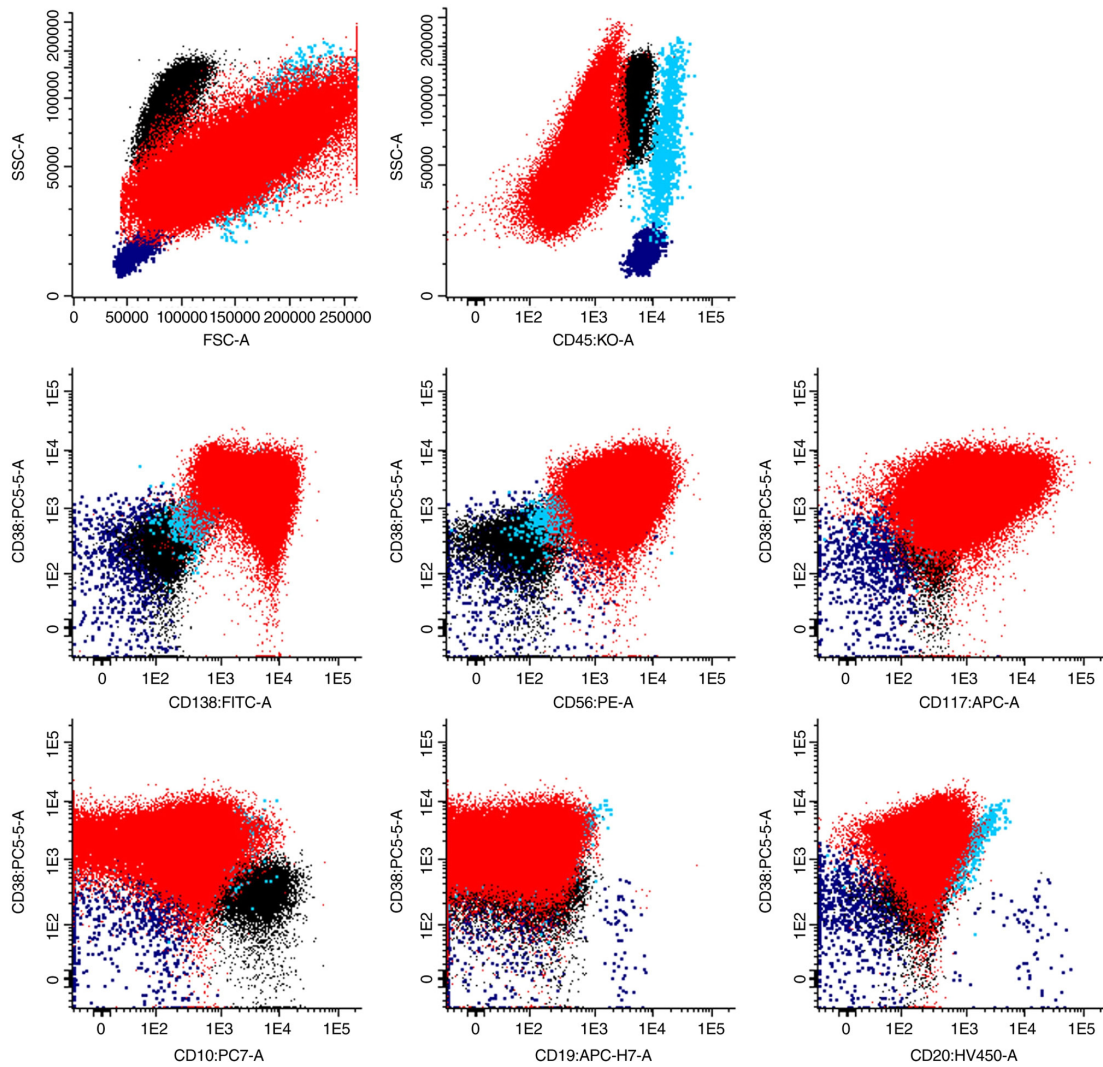 200000
100000
50000
0
SSC-A
0 50000 100000 150000 200000 250000
FSC-A
200000
100000
50000
0
SSC-A
0 1E2 1E3 1E4 1E5
CD45:KO-A
1E5
1E4
1E3
1E2
0
CD38:PC5-5-A
0 1E2 1E3 1E4 1E5
CD138:FITC-A
1E5
1E4
1E3
1E2
0
CD38:PC5-5-A
0 1E2 1E3 1E4 1E5
CD56:PE-A
1E5
1E4
1E3
1E2
0
CD38:PC5-5-A
0 1E2 1E3 1E4 1E5
CD117:APC-A
1E5
1E4
1E3
1E2
0
CD38:PC5-5-A
0 1E2 1E3 1E4 1E5
CD10:PC7-A
1E5
1E4
1E3
1E2
0
CD38:PC5-5-A
0 1E2 1E3 1E4 1E5
CD19:APC-H7-A
1E5
1E4
1E3
1E2
0
CD38:PC5-5-A
0 1E2 1E3 1E4 1E5
CD20:HV450-A